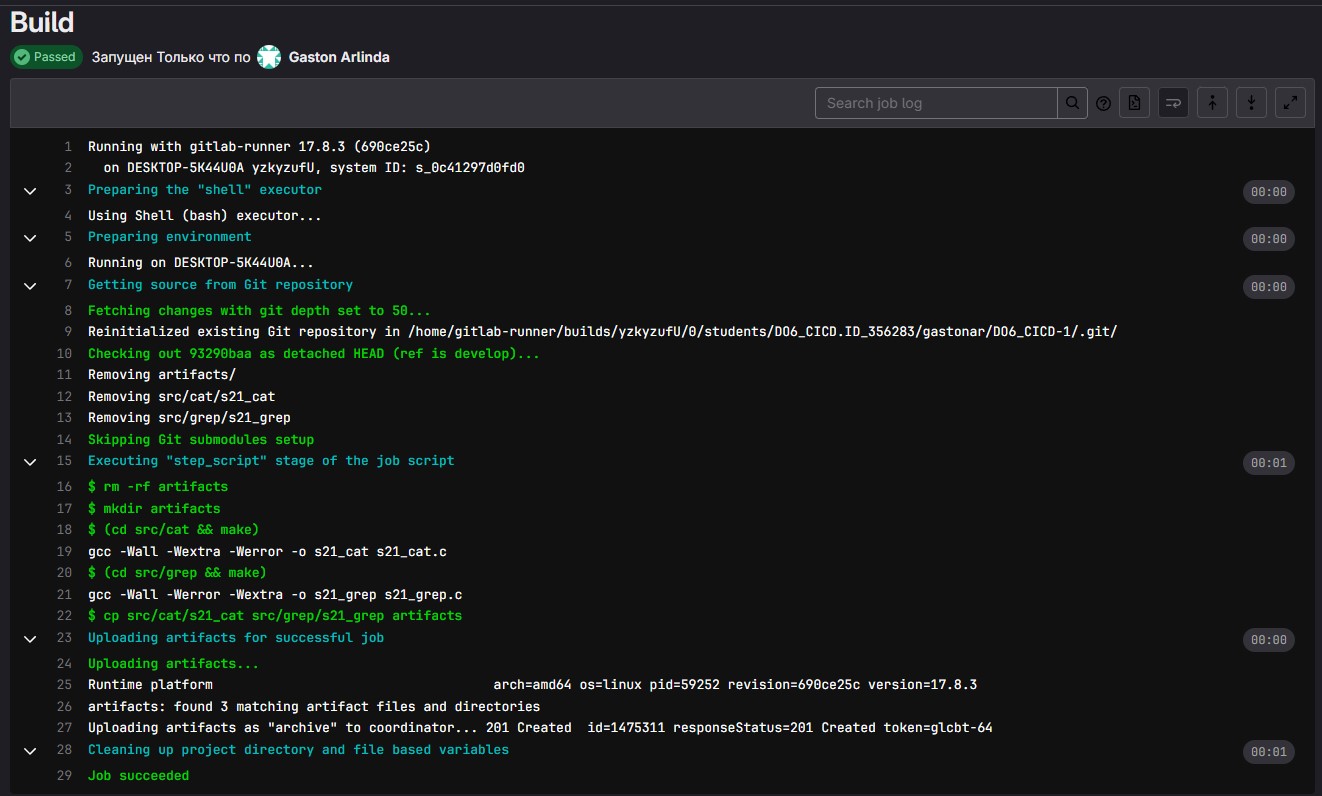 Build
Passed Запущен Только что по Gaston Arlinda
Search job log
1 Running with gitlab-runner 17.8.3 (690ce25c)
2 on DESKTOP-5K44U0A yzkyzufU, system ID: s_0c41297d0fd0
3 Preparing the "shell" executor 00:00
4 Using Shell (bash) executor...
5 Preparing environment 00:00
6 Running on DESKTOP-5K44U0A...
7 Getting source from Git repository 00:00
8 Fetching changes with git depth set to 50...
9 Reinitialized existing Git repository in /home/gitlab-runner/builds/yzkyzufU/0/students/DO6_CICD.ID_356283/gastonar/DO6_CICD-1/.git/
10 Checking out 93290baa as detached HEAD (ref is develop)...
11 Removing artifacts/
12 Removing src/cat/s21_cat
13 Removing src/grep/s21_grep
14 Skipping Git submodules setup
15 Executing "step_script" stage of the job script 00:01
16 $ rm -rf artifacts
17 $ mkdir artifacts
18 $ (cd src/cat && make)
19 gcc -Wall -Wextra -Werror -o s21_cat s21_cat.c
20 $ (cd src/grep && make)
21 gcc -Wall -Werror -Wextra -o s21_grep s21_grep.c
22 $ cp src/cat/s21_cat src/grep/s21_grep artifacts
23 Uploading artifacts for successful job 00:00
24 Uploading artifacts...
25 Runtime platform arch=amd64 os=linux pid=59252 revision=690ce25c version=17.8.3
26 artifacts: found 3 matching artifact files and directories
27 Uploading artifacts as "archive" to coordinator... 201 Created id=1475311 responseStatus=201 Created token=glcbt-64
28 Cleaning up project directory and file based variables 00:01
29 Job succeeded